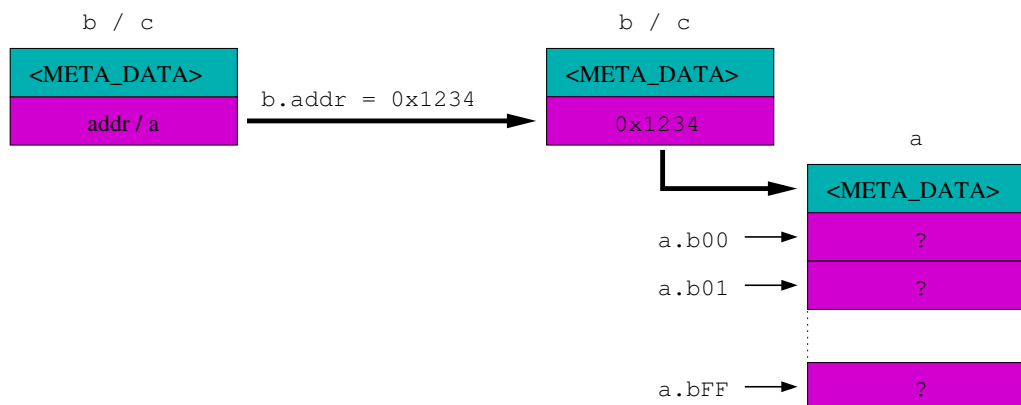 b / c
<META_DATA>
addr / a
b.addr = 0x1234
b / c
<META_DATA>
0x1234
a
<META_DATA>
a.b00
?
a.b01
?
a.bFF
?